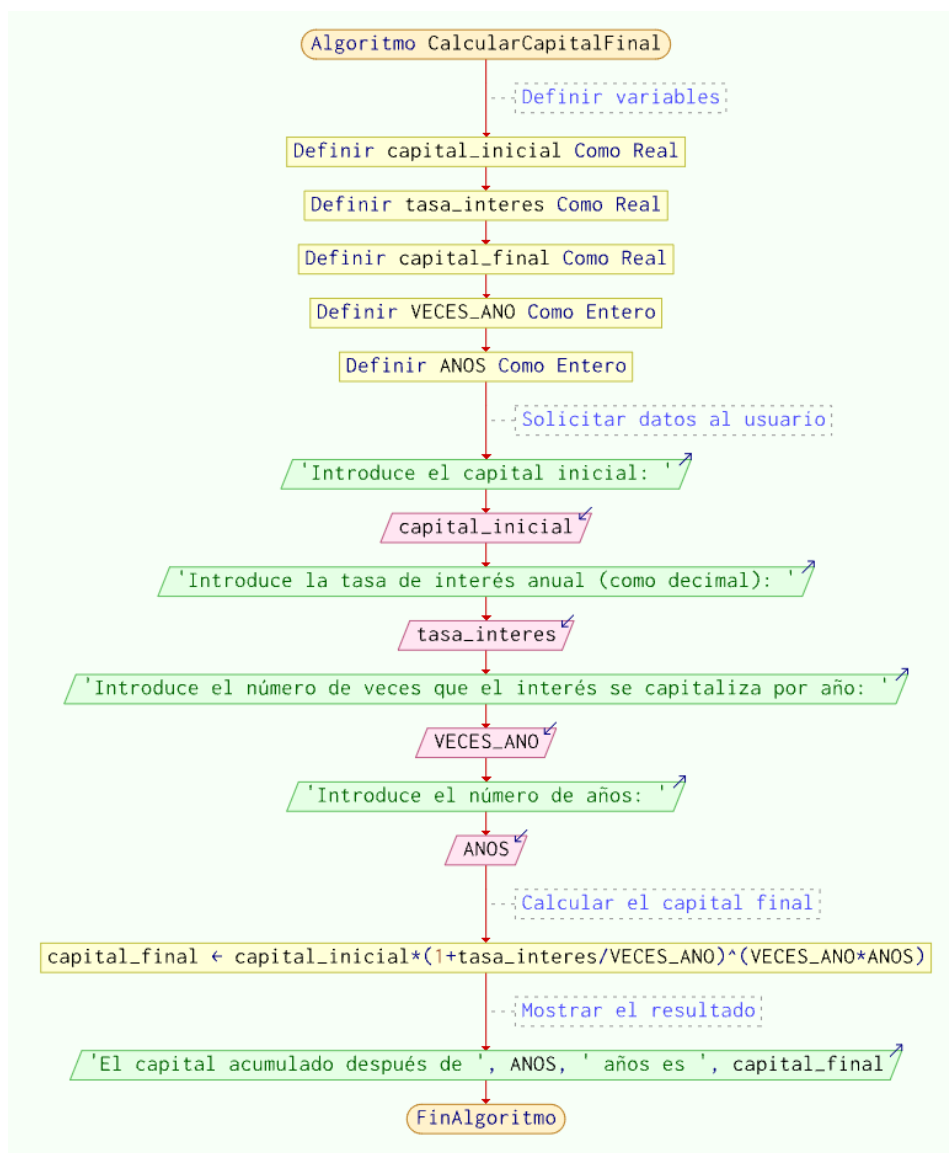 Algoritmo CalcularCapitalFinal
Definir variables
Definir capital_inicial Como Real
Definir tasa_interes Como Real
Definir capital_final Como Real
Definir VECES_ANO Como Entero
Definir ANOS Como Entero
Solicitar datos al usuario
'Introduce el capital inicial: '
capital_inicial
'Introduce la tasa de interés anual (como decimal): '
tasa_interes
'Introduce el número de veces que el interés se capitaliza por año: '
VECES_ANO
'Introduce el número de años: '
ANOS
Calcular el capital final
capital_final ← capital_inicial*(1+tasa_interes/VECES_ANO)^(VECES_ANO*ANOS)
Mostrar el resultado
'El capital acumulado después de ', ANOS, ' años es ', capital_final
FinAlgoritmo